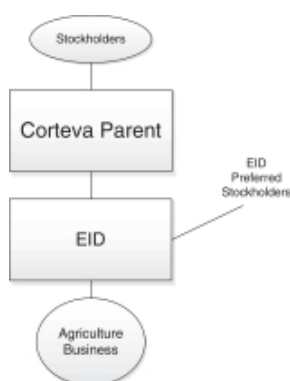 Stockholders
Corteva Parent
EID
Preferred
Stockholders
EID
Agriculture
Business